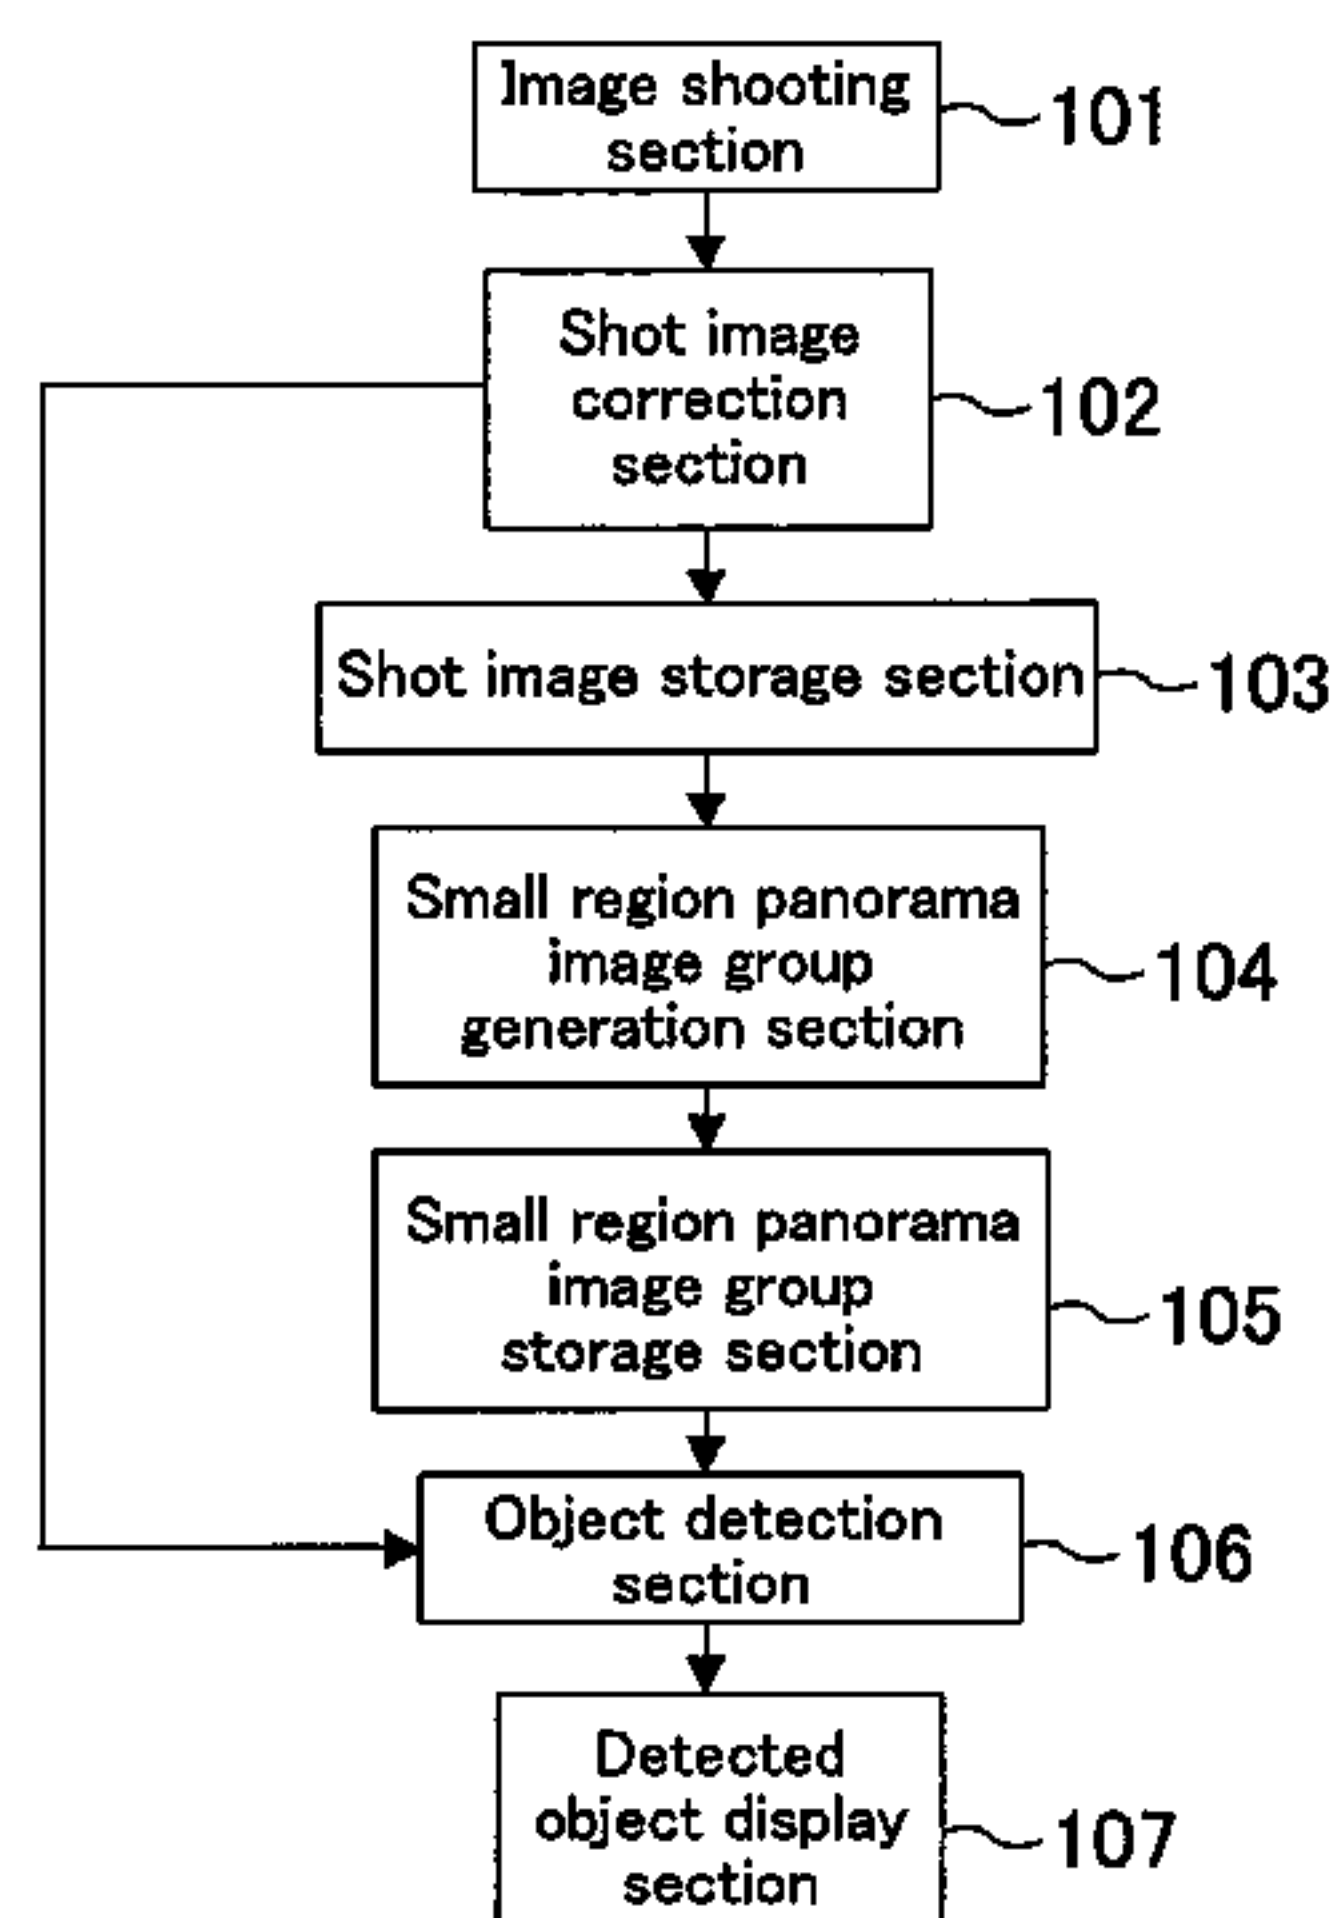 Image shooting
section
101
Shot image
correction
section
102
Shot image storage section
103
Small region panorama
image group
generation section
104
Small region panorama
image group
storage section
105
Object detection
section
106
Detected
object display
section
107